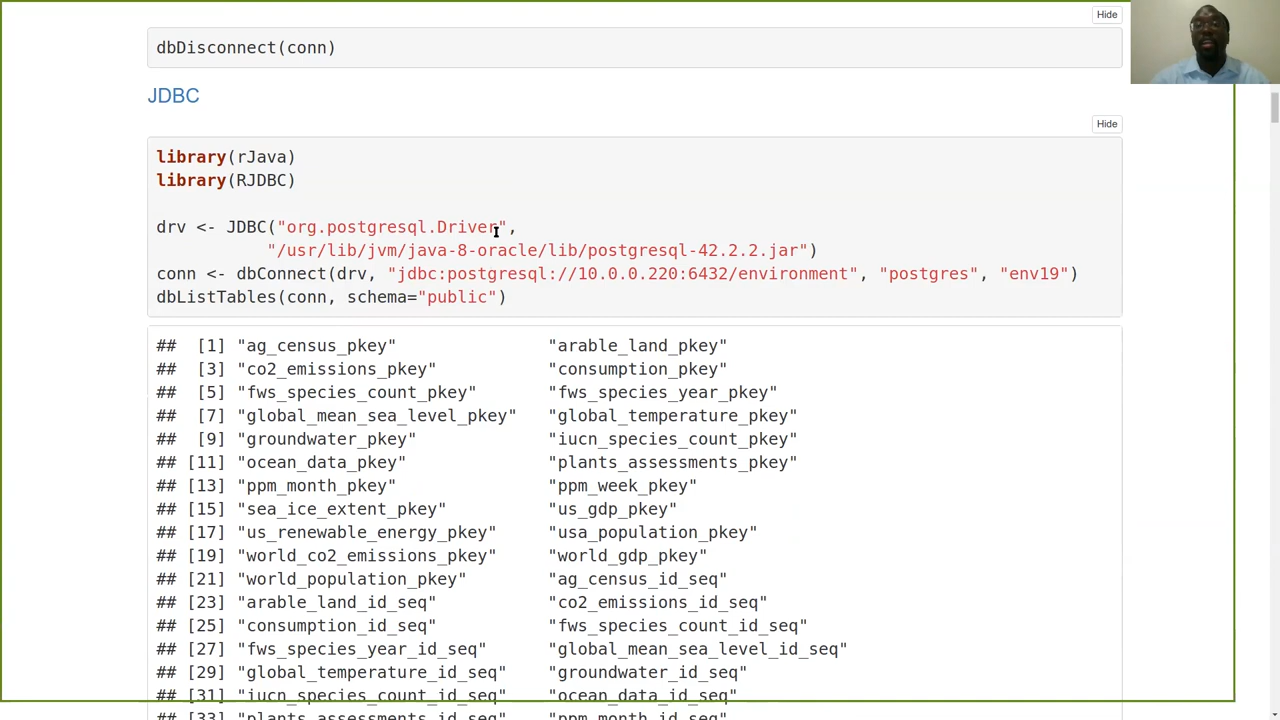 Hide
dbDisconnect(conn)
JDBC
Hide
library(rJava)
library(RJDBC)
drv <- JDBC("org.postgresql.Driver",
"/usr/lib/jvm/java-8-oracle/lib/postgresql-42.2.2.jar")
conn <- dbConnect(drv, "jdbc:postgresql://10.0.0.220:6432/environment", "postgres", "env19")
dbListTables(conn, schema="public")
## [1] "ag_census_pkey" "arable_land_pkey"
## [3] "co2_emissions_pkey" "consumption_pkey"
## [5] "fws_species_count_pkey" "fws_species_year_pkey"
## [7] "global_mean_sea_level_pkey" "global_temperature_pkey"
## [9] "groundwater_pkey" "iucn_species_count_pkey"
## [11] "ocean_data_pkey" "plants_assessments_pkey"
## [13] "ppm_month_pkey" "ppm_week_pkey"
## [15] "sea_ice_extent_pkey" "us_gdp_pkey"
## [17] "us_renewable_energy_pkey" "usa_population_pkey"
## [19] "world_co2_emissions_pkey" "world_gdp_pkey"
## [21] "world_population_pkey" "ag_census_id_seq"
## [23] "arable_land_id_seq" "co2_emissions_id_seq"
## [25] "consumption_id_seq" "fws_species_count_id_seq"
## [27] "fws_species_year_id_seq" "global_mean_sea_level_id_seq"
## [29] "global_temperature_id_seq" "groundwater_id_seq"
## [31] "iucn_species_count_id_seq" "ocean_data_id_seq"
## [33] "plants_assessments_id_seq" "ppm_month_id_seq"